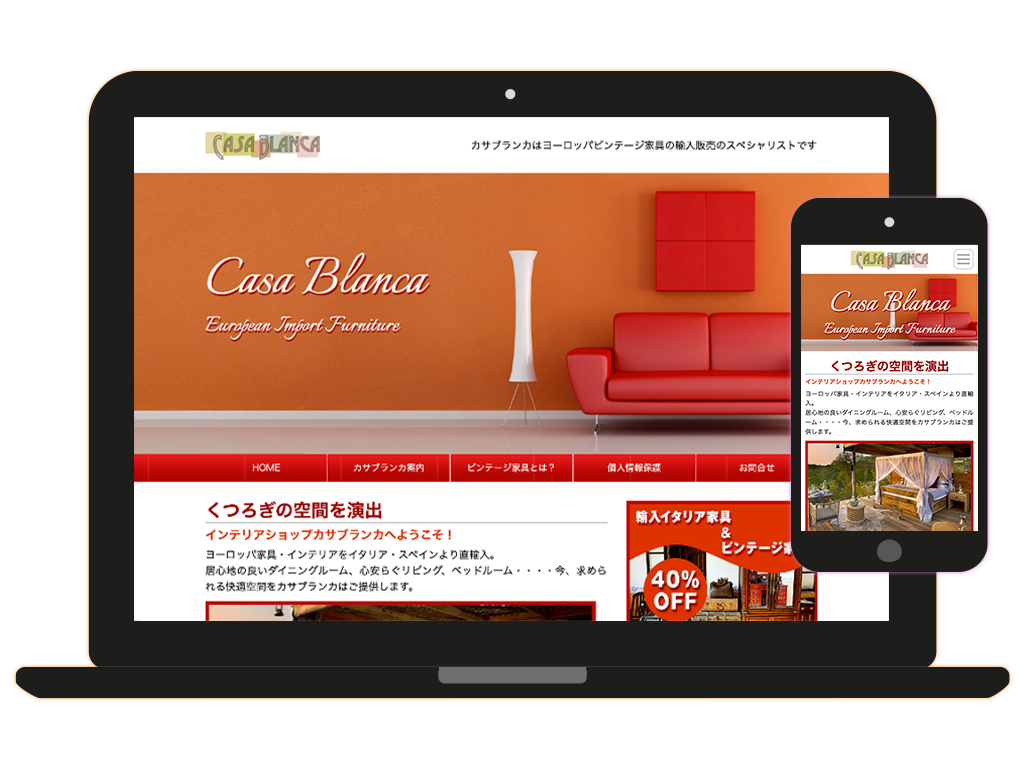 CASA BLANCA
カサブランカはヨーロッパビンテージ家具の輸入販売のスペシャリストです
Casa Blanca
European Import Furniture
HOME
カサブランカ案内
ビンテージ家具とは？
個人情報保護
お問合せ
くつろぎの空間を演出
インテリアショップカサブランカへようこそ！
ヨーロッパ家具・インテリアをイタリア・スペインより直輸入。
居心地の良いダイニングルーム、心安らぐリビング、ベッドルーム・・・・今、求めら
れる快適空間をカサブランカはご提供します。
輸入イタリア家具
&
ビンテージ家
40%
OFF
CASA BLANCA
Casa Blanca
European Import Furniture
くつろぎの空間を演出
インテリアショップカサブランカへようこそ！
ヨーロッパ家具・インテリアをイタリア・スペインより直輸
入。
居心地の良いダイニングルーム、心安らぐリビング、ベッドル
ーム・・・・今、求められる快適空間をカサブランカはご提
供します。